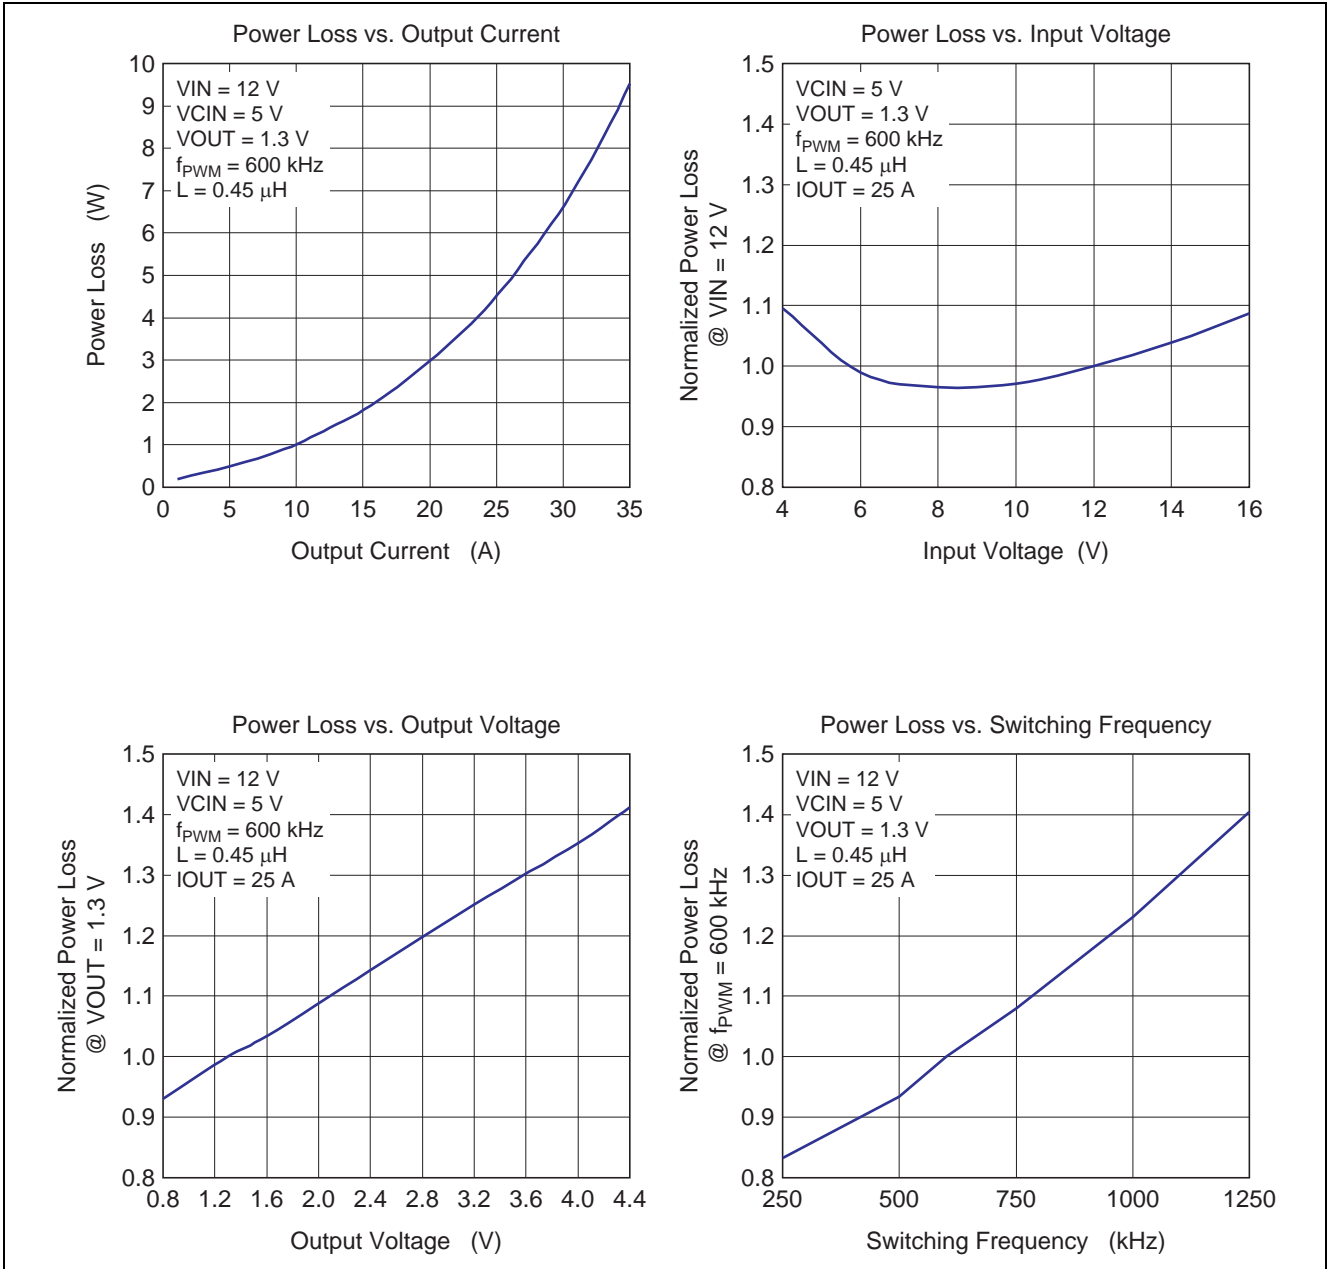 Power Loss vs. Output Current
10
9
8
7
6
5
4
3
2
1
0
Power Loss (W)
VIN = 12 V
VCIN = 5 V
VOUT = 1.3 V
fPWM = 600 kHz
L = 0.45 μH
0 5 10 15 20 25 30 35
Output Current (A)
Power Loss vs. Input Voltage
1.5
1.4
1.3
1.2
1.1
1.0
0.9
0.8
Normalized Power Loss
@ VIN = 12 V
VCIN = 5 V
VOUT = 1.3 V
fPWM = 600 kHz
L = 0.45 μH
IOUT = 25 A
4 6 8 10 12 14 16
Input Voltage (V)
Power Loss vs. Output Voltage
1.5
1.4
1.3
1.2
1.1
1.0
0.9
0.8
Normalized Power Loss
@ VOUT = 1.3 V
VIN = 12 V
VCIN = 5 V
fPWM = 600 kHz
L = 0.45 μH
IOUT = 25 A
0.8 1.2 1.6 2.0 2.4 2.8 3.2 3.6 4.0 4.4
Output Voltage (V)
Power Loss vs. Switching Frequency
1.5
1.4
1.3
1.2
1.1
1.0
0.9
0.8
Normalized Power Loss
@ fPWM = 600 kHz
VIN = 12 V
VCIN = 5 V
VOUT = 1.3 V
L = 0.45 μH
IOUT = 25 A
250 500 750 1000 1250
Switching Frequency (kHz)